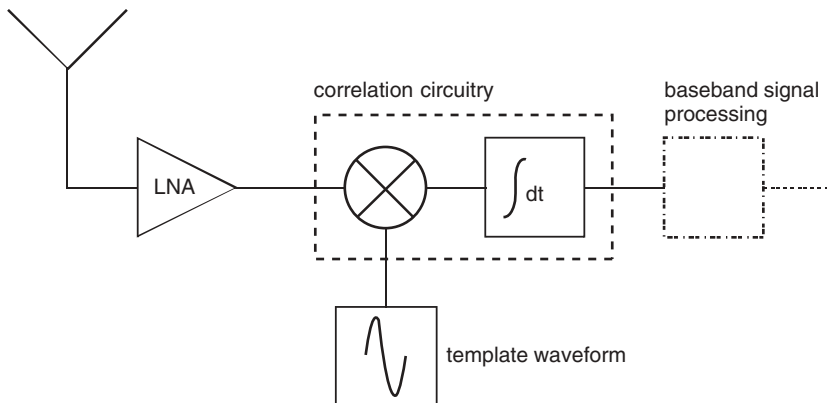 correlation circuitry
baseband signal
processing
LNA
∫dt
template waveform